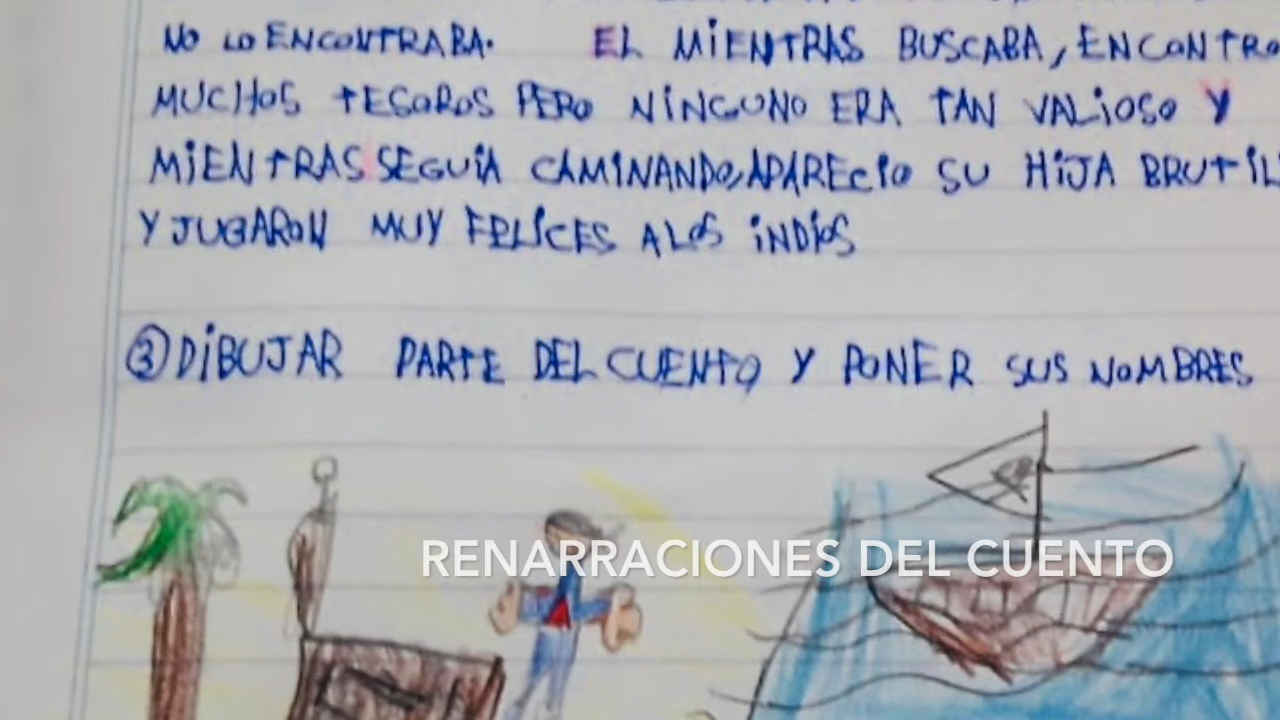 NO LO ENCONTRABA. EL MIENTRAS BUSCABA, ENCONTRO
MUCHOS TESOROS PERO NINGUNO ERA TAN VALIOSO Y
MIENTRAS SEGUIA CAMINANDO, APARECIO SU HIJA BRUTIL
Y JUGARON MUY FELICES A LOS INDIOS
③ DIBUJAR PARTE DEL CUENTO Y PONER SUS NOMBRES
RENARRACIONES DEL CUENTO